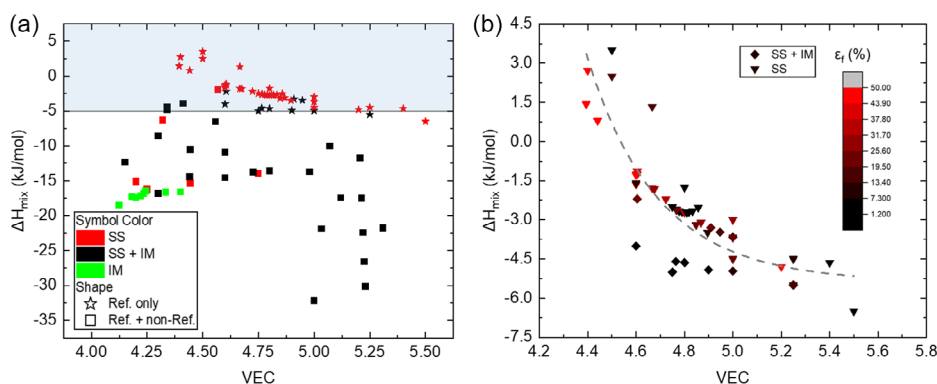 (a)
5
0
-5
-10
-15
-20
-25
-30
-35
ΔHmix (kJ/mol)
Symbol Color
SS
SS + IM
IM
Shape
Ref. only
Ref. + non-Ref.
4.00 4.25 4.50 4.75 5.00 5.25 5.50
VEC
(b)
4.5
3.0
1.5
0.0
-1.5
-3.0
-4.5
-6.0
-7.5
ΔHmix (kJ/mol)
SS + IM
SS
εf (%)
50.00
43.90
37.80
31.70
25.60
19.50
13.40
7.300
1.200
4.2 4.4 4.6 4.8 5.0 5.2 5.4 5.6 5.8
VEC